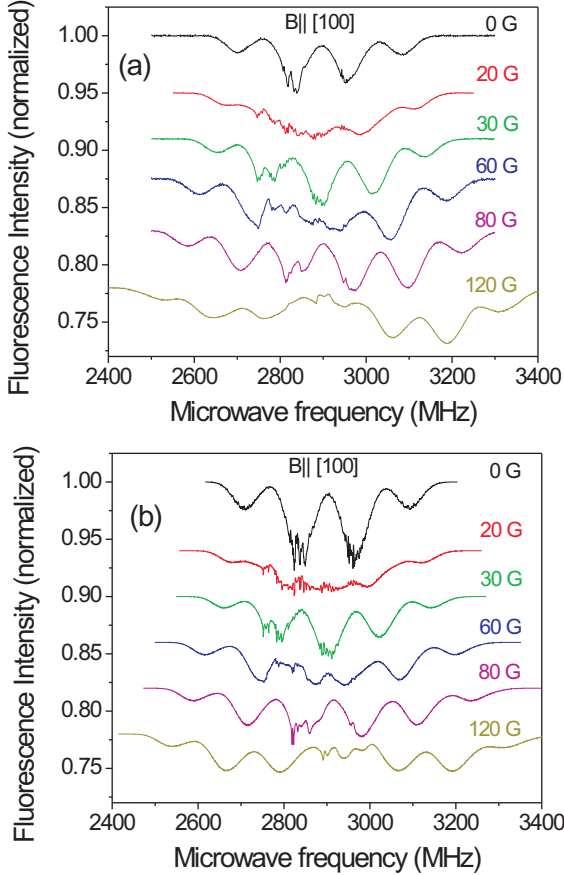 B|| [100]
0 G
(a)
20 G
30 G
60 G
80 G
120 G
1.00
0.95
0.90
0.85
0.80
0.75
Fluorescence Intensity (normalized)
2400 2600 2800 3000 3200 3400
Microwave frequency (MHz)
B|| [100]
0 G
(b)
20 G
30 G
60 G
80 G
120 G
1.00
0.95
0.90
0.85
0.80
0.75
Fluorescence Intensity (normalized)
2400 2600 2800 3000 3200 3400
Microwave frequency (MHz)